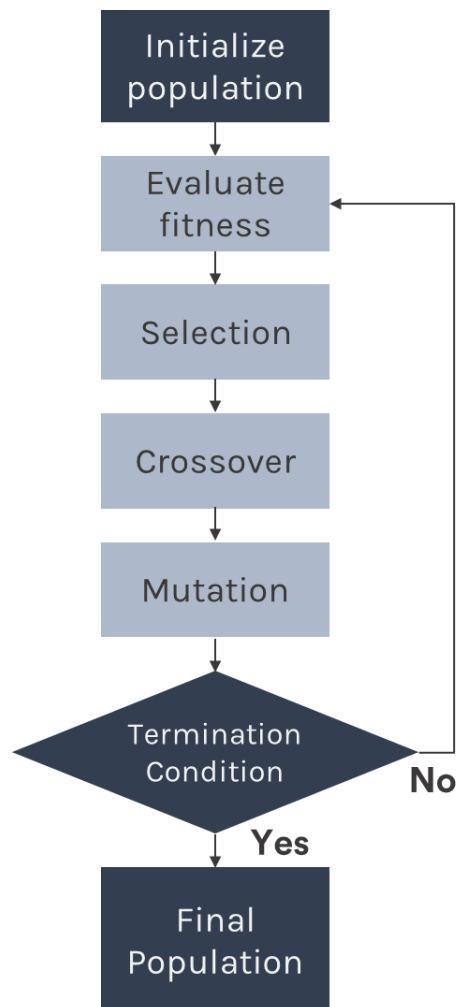 Initialize
population
Evaluate
fitness
Selection
Crossover
Mutation
Termination
Condition
No
Yes
Final
Population